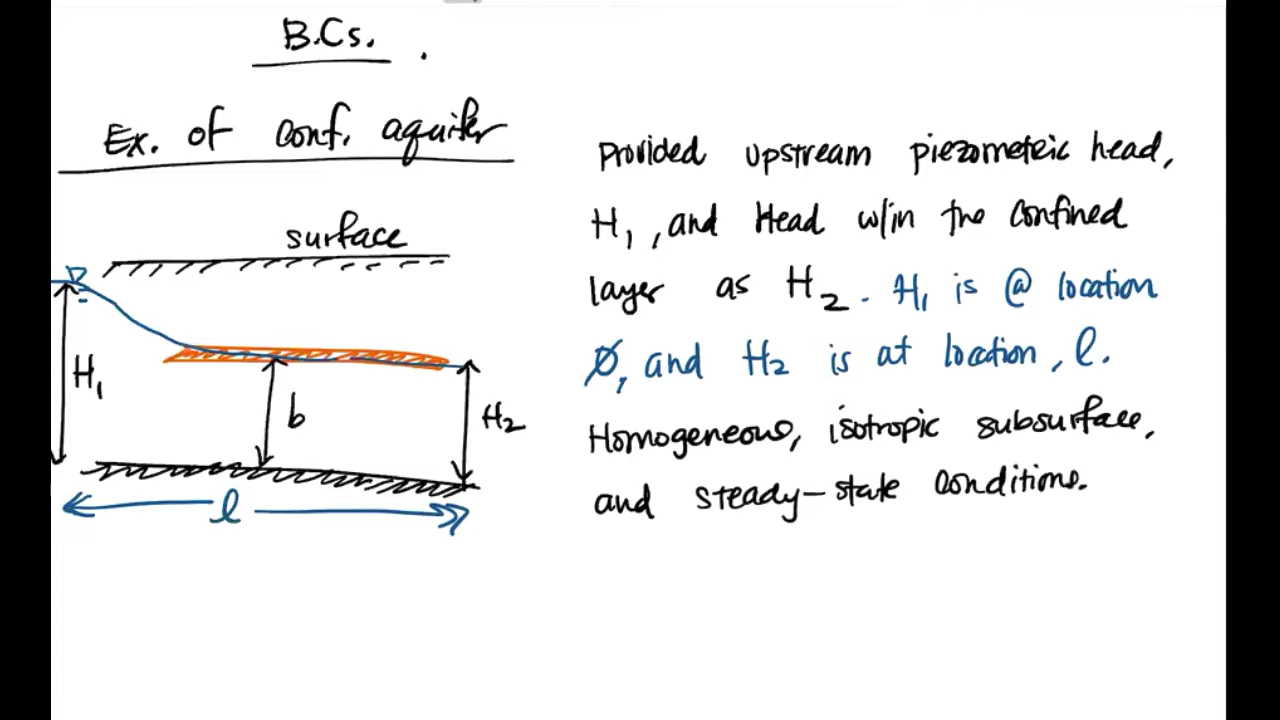 B.Cs.
Ex. of conf. aquifer
surface
H1
b
H2
l
Provided upstream piezometric head,
H1, and Head w/in the confined
layer as H2. H1 is @ location
Ø, and H2 is at location, l.
Homogeneous, isotropic subsurface,
and steady-state conditions.